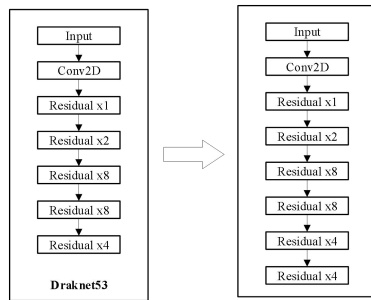 Input
Conv2D
Residual x1
Residual x2
Residual x8
Residual x8
Residual x4
Draknet53
Input
Conv2D
Residual x1
Residual x2
Residual x8
Residual x8
Residual x4
Residual x4